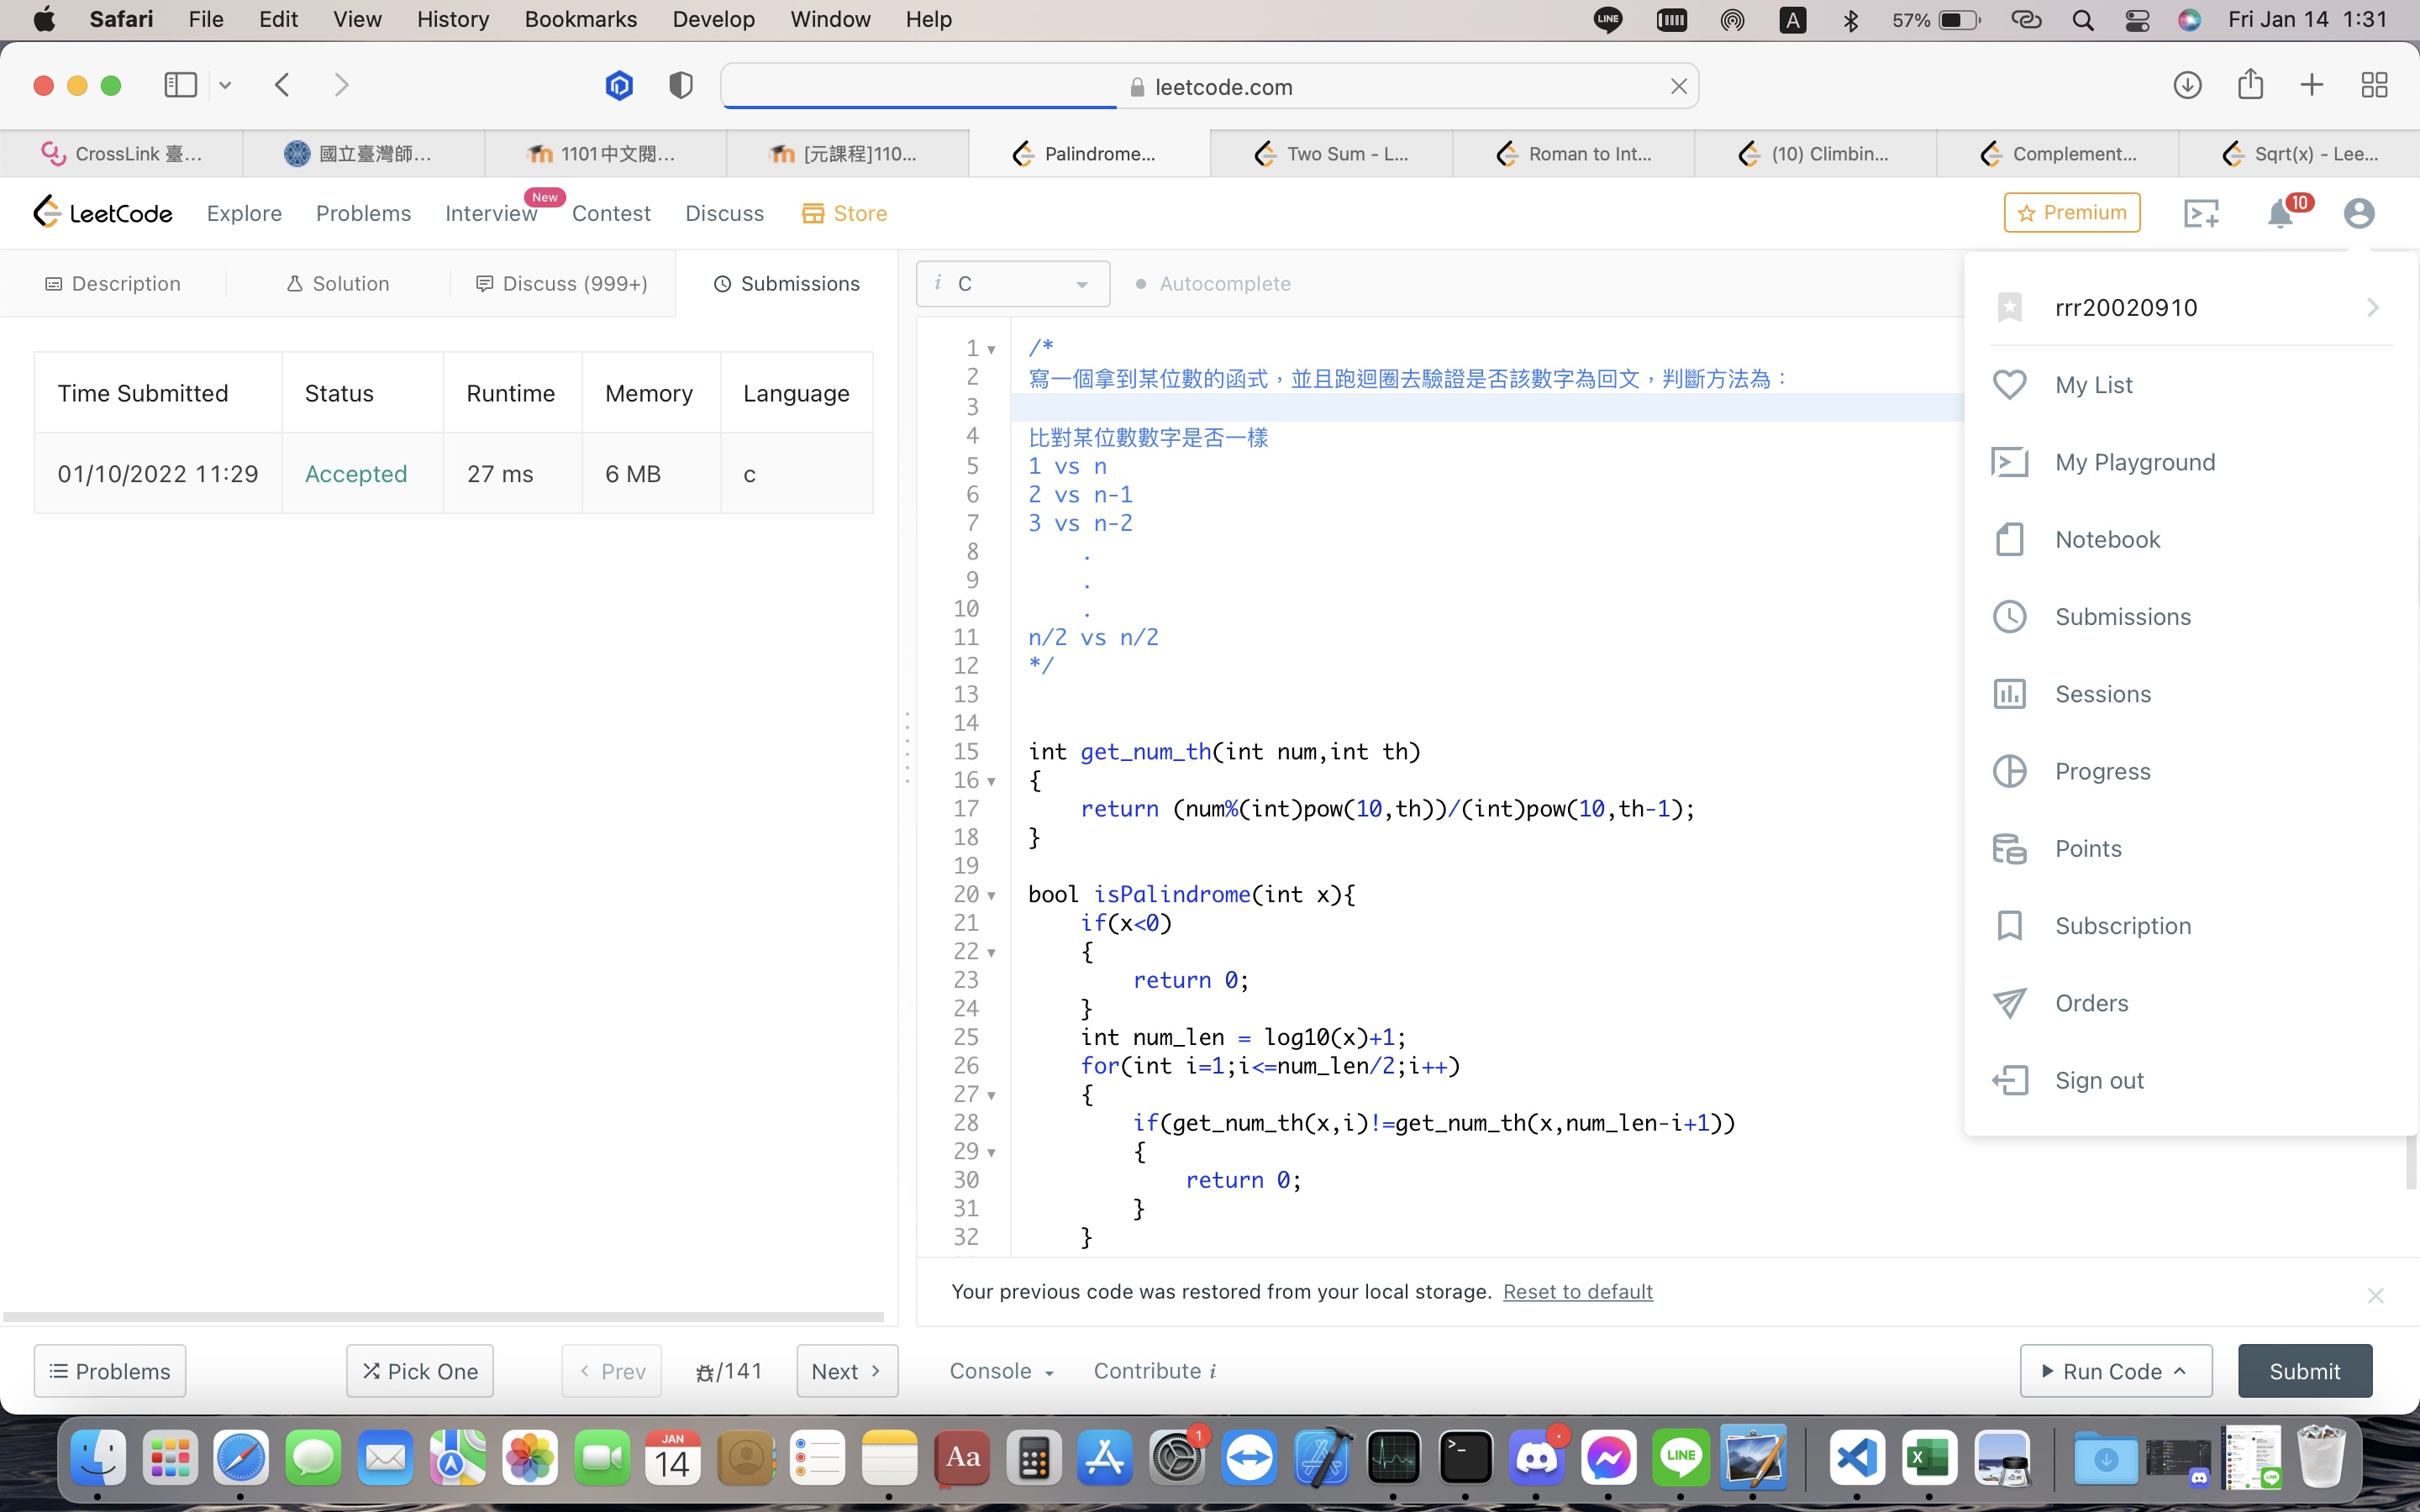 Safari File Edit View History Bookmarks Develop Window Help LINE A 57% Fri Jan 14 1:31
leetcode.com
CrossLink 臺... 國立臺灣師... 1101中文閱... [元課程]110... Palindrome... Two Sum - L... Roman to Int... (10) Climbin... Complement... Sqrt(x) - Lee...
LeetCode Explore Problems Interview New Contest Discuss Store Premium 10
Description Solution Discuss (999+) Submissions
i C Autocomplete
Time Submitted Status Runtime Memory Language
01/10/2022 11:29 Accepted 27 ms 6 MB c
1 /*
2 寫一個拿到某位數的函式，並且跑迴圈去驗證是否該數字為回文，判斷方法為：
3
4 比對某位數數字是否一樣
5 1 vs n
6 2 vs n-1
7 3 vs n-2
8 .
9 .
10 .
11 n/2 vs n/2
12 */
13
14
15 int get_num_th(int num,int th)
16 {
17 return (num%(int)pow(10,th))/(int)pow(10,th-1);
18 }
19
20 bool isPalindrome(int x){
21 if(x<0)
22 {
23 return 0;
24 }
25 int num_len = log10(x)+1;
26 for(int i=1;i<=num_len/2;i++)
27 {
28 if(get_num_th(x,i)!=get_num_th(x,num_len-i+1))
29 {
30 return 0;
31 }
32 }
rrr20020910
My List
My Playground
Notebook
Submissions
Sessions
Progress
Points
Subscription
Orders
Sign out
Your previous code was restored from your local storage. Reset to default
Problems Pick One Prev /141 Next Console Contribute i Run Code Submit
JAN
14
Aa
1
>_
LINE